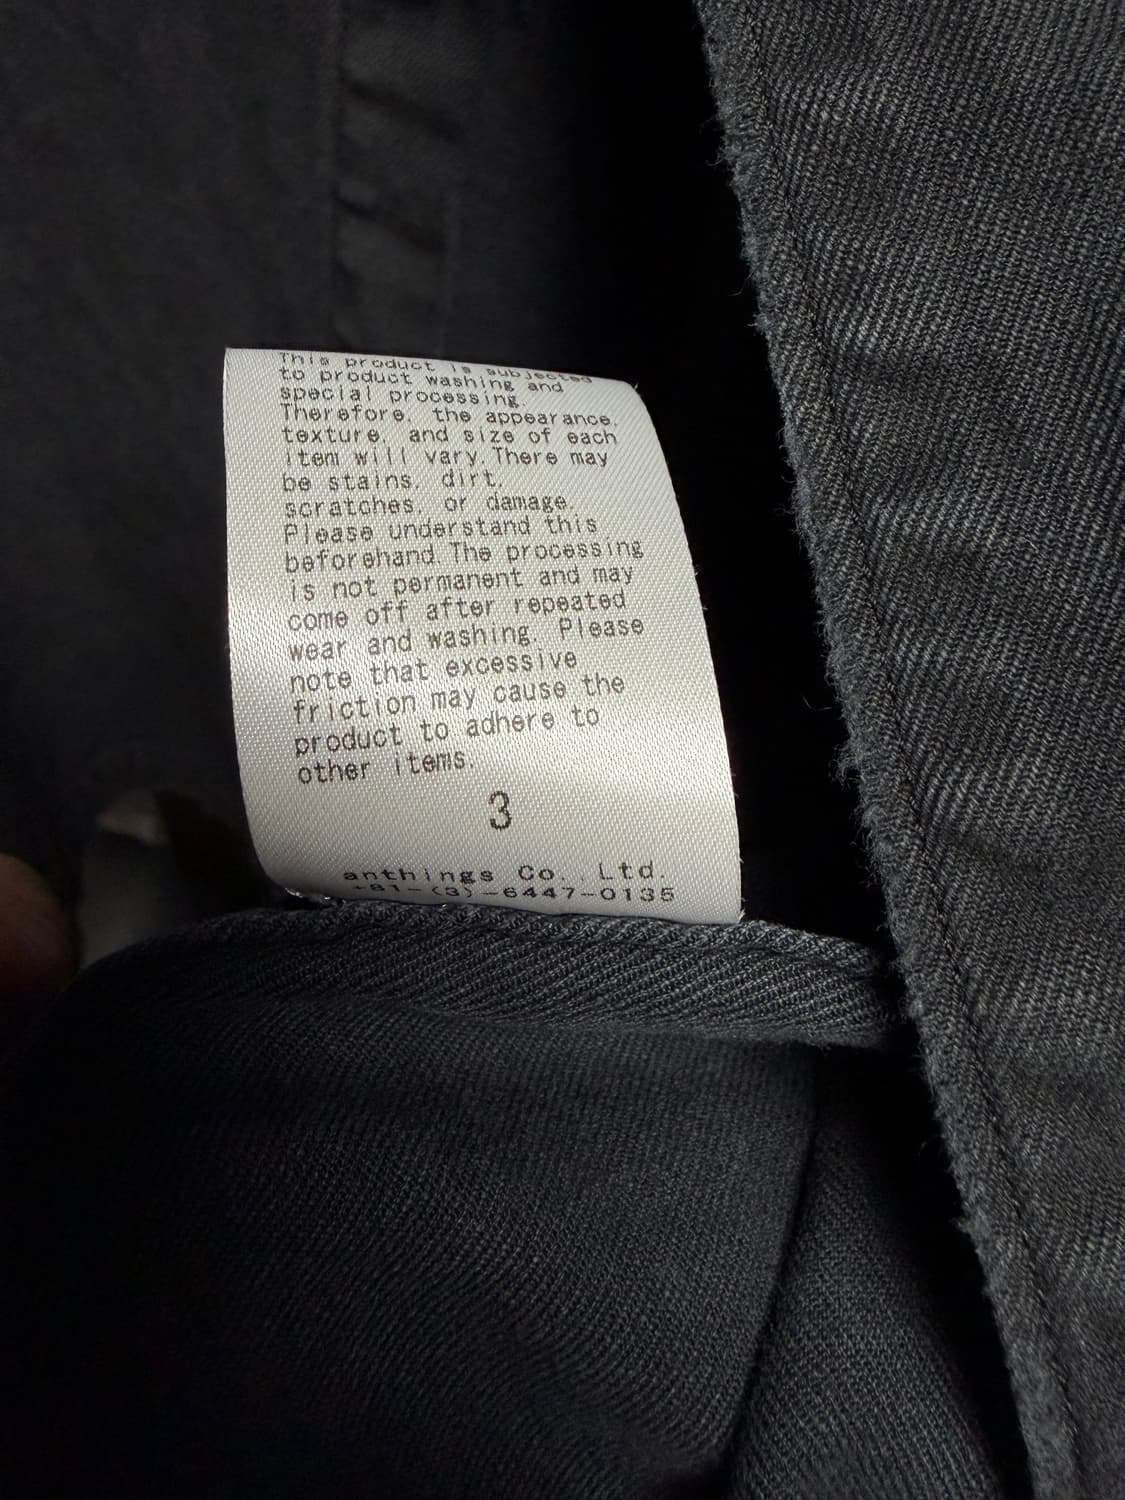 This product is subjected
to product washing and
special processing.
Therefore, the appearance,
texture, and size of each
item will vary.There may
be stains, dirt,
scratches, or damage.
Please understand this
beforehand.The processing
is not permanent and may
come off after repeated
wear and washing. Please
note that excessive
friction may cause the
product to adhere to
other items.
3
anthings Co., Ltd.
+81-(3)-6447-0135